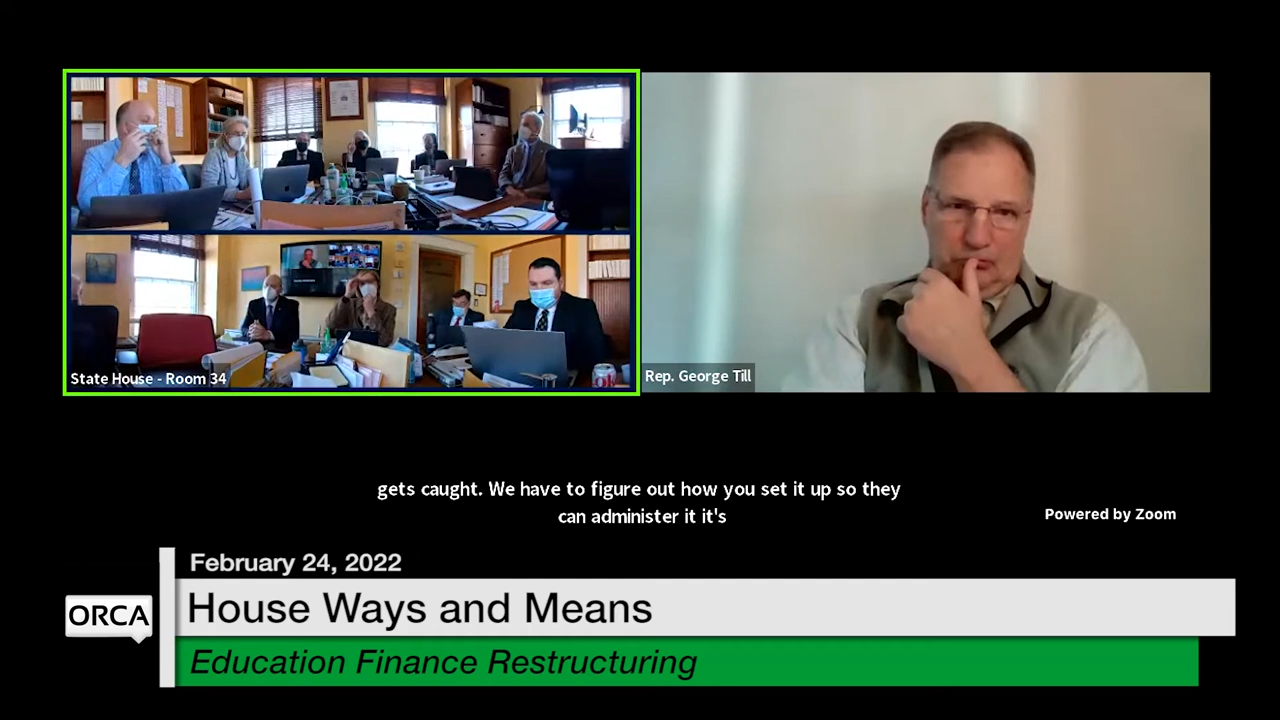 State House - Room 34
Rep. George Till
gets caught. We have to figure out how you set it up so they
can administer it it's
Powered by Zoom
February 24, 2022
ORCA
House Ways and Means
Education Finance Restructuring